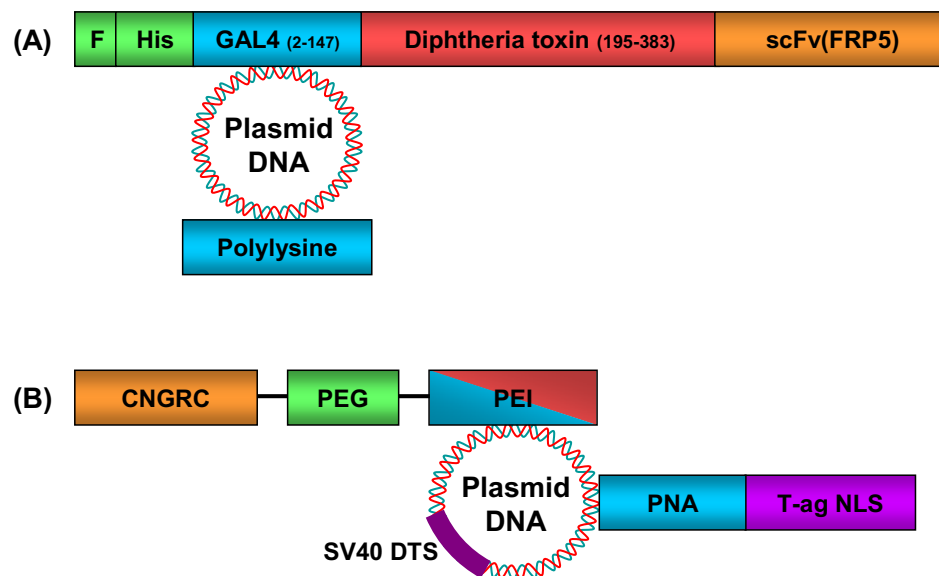 (A) F His GAL4 (2-147) Diphtheria toxin (195-383) scFv(FRP5)
Plasmid
DNA
Polylysine
(B) CNGRC PEG PEI
Plasmid
DNA
PNA T-ag NLS
SV40 DTS